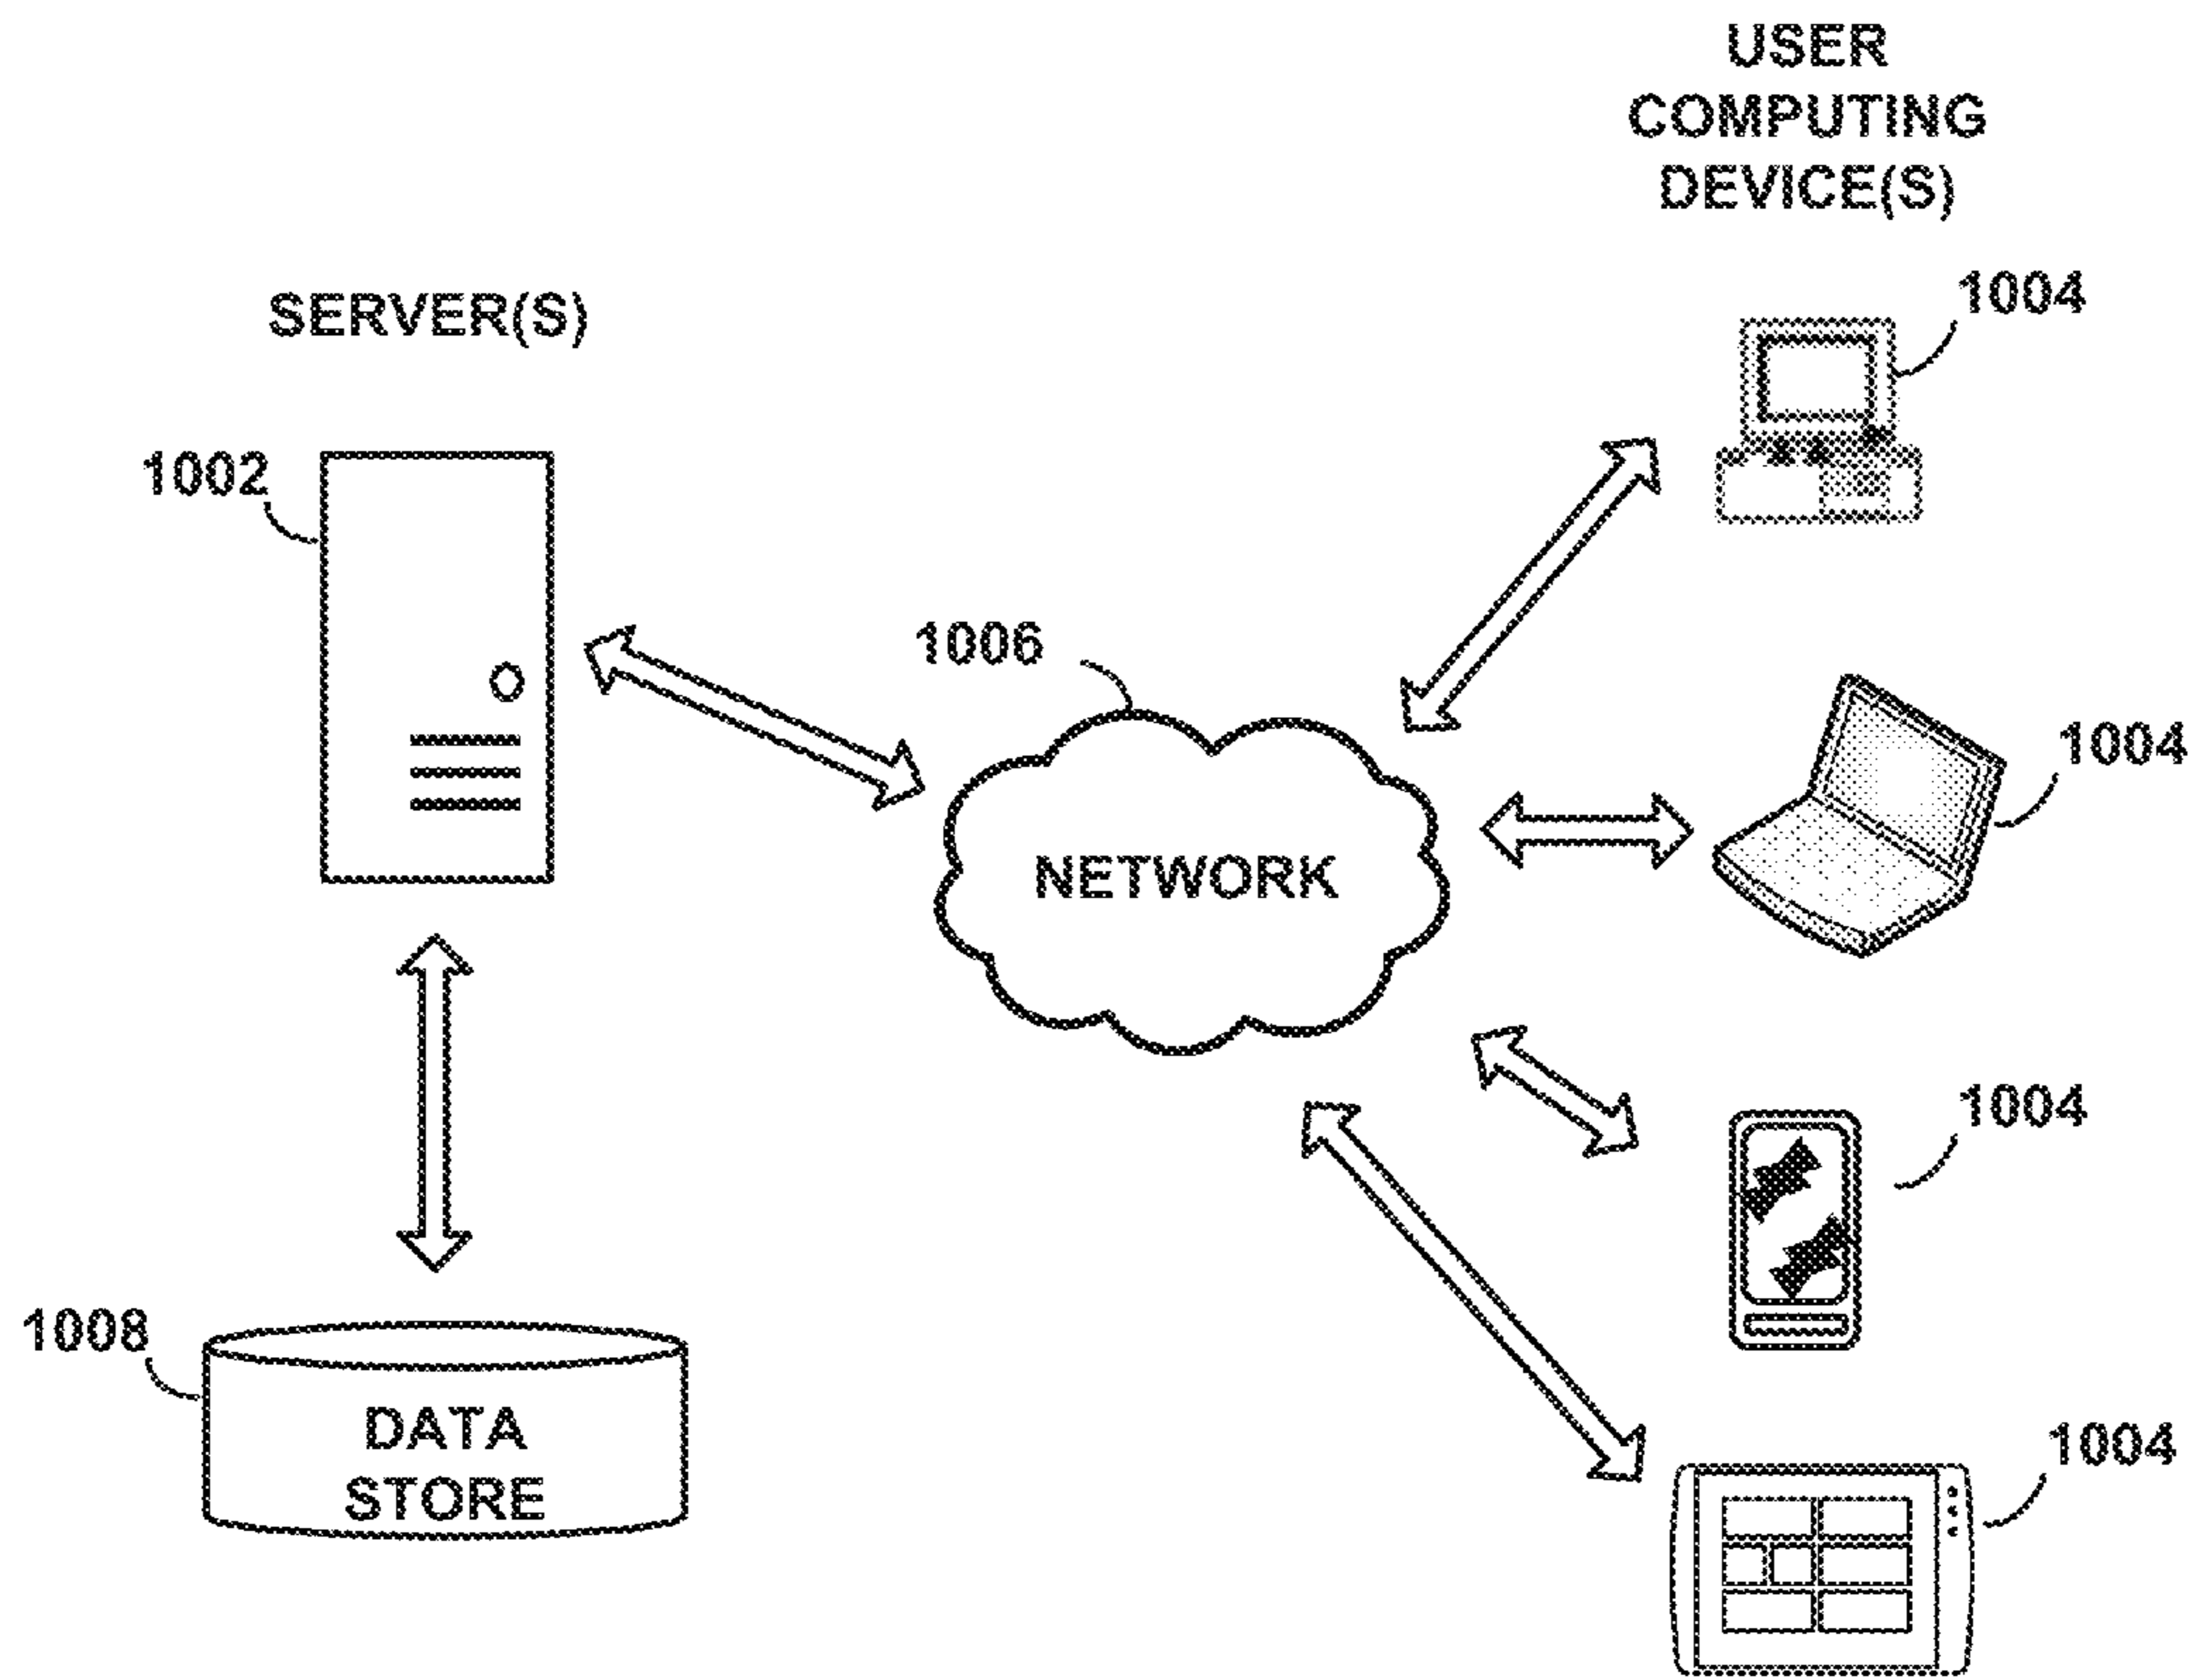 USER
COMPUTING
DEVICE(S)
1004
SERVER(S)
1002
1006
1004
NETWORK
1004
1008
DATA
STORE
1004